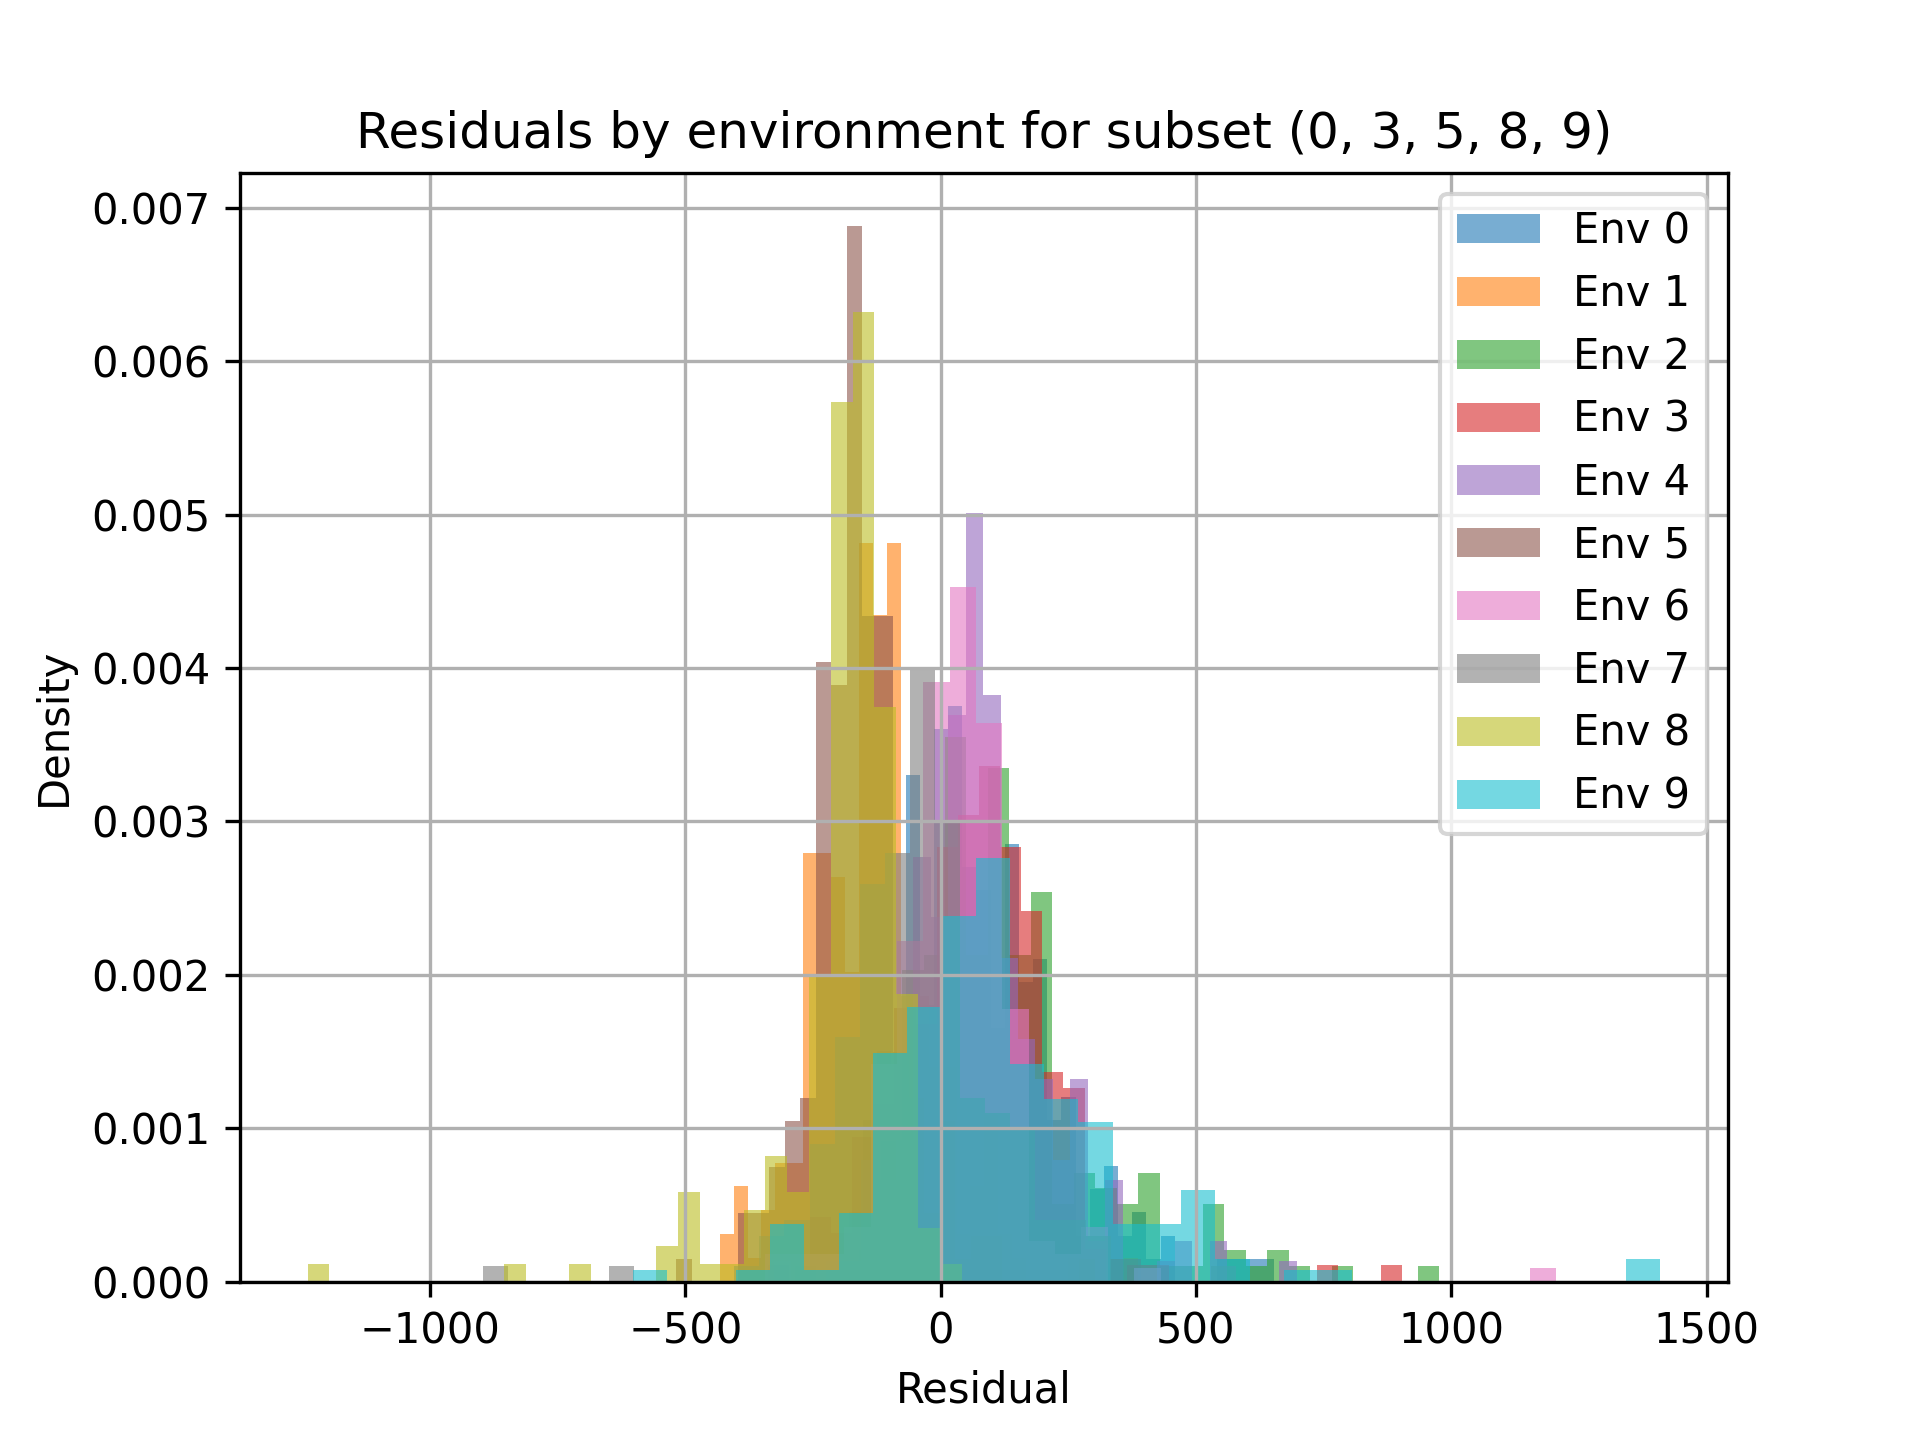 Residuals by environment for subset (0, 3, 5, 8, 9)
0.007
0.006
0.005
0.004
0.003
0.002
0.001
0.000
Density
Env 0
Env 1
Env 2
Env 3
Env 4
Env 5
Env 6
Env 7
Env 8
Env 9
−1000 −500 0 500 1000 1500
Residual